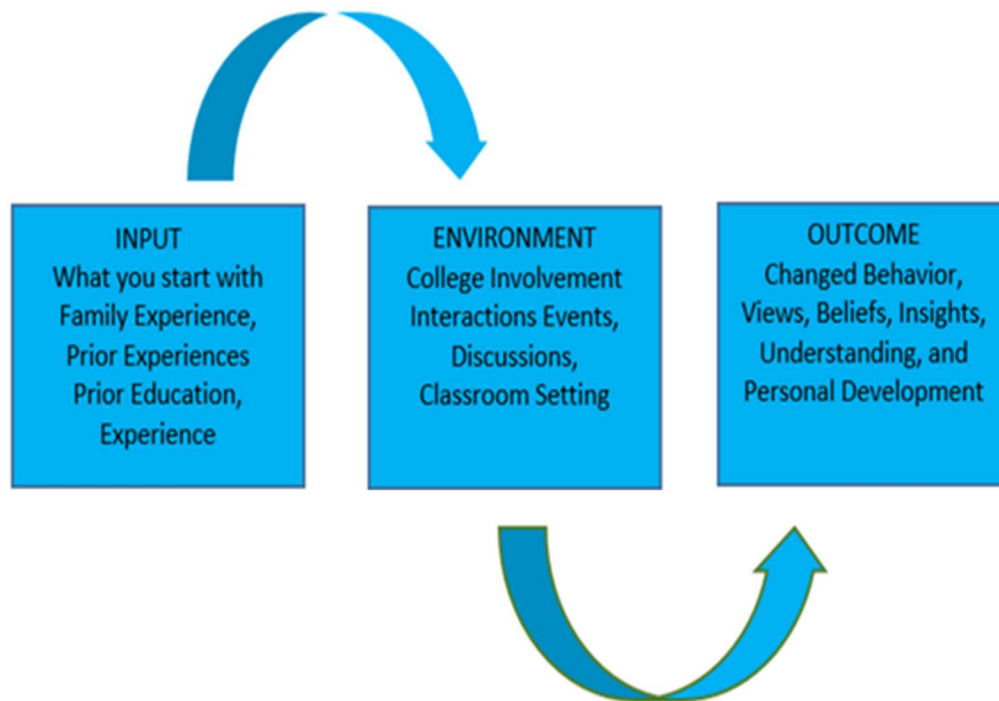 INPUT
What you start with
Family Experience,
Prior Experiences
Prior Education,
Experience
ENVIRONMENT
College Involvement
Interactions Events,
Discussions,
Classroom Setting
OUTCOME
Changed Behavior,
Views, Beliefs, Insights,
Understanding, and
Personal Development